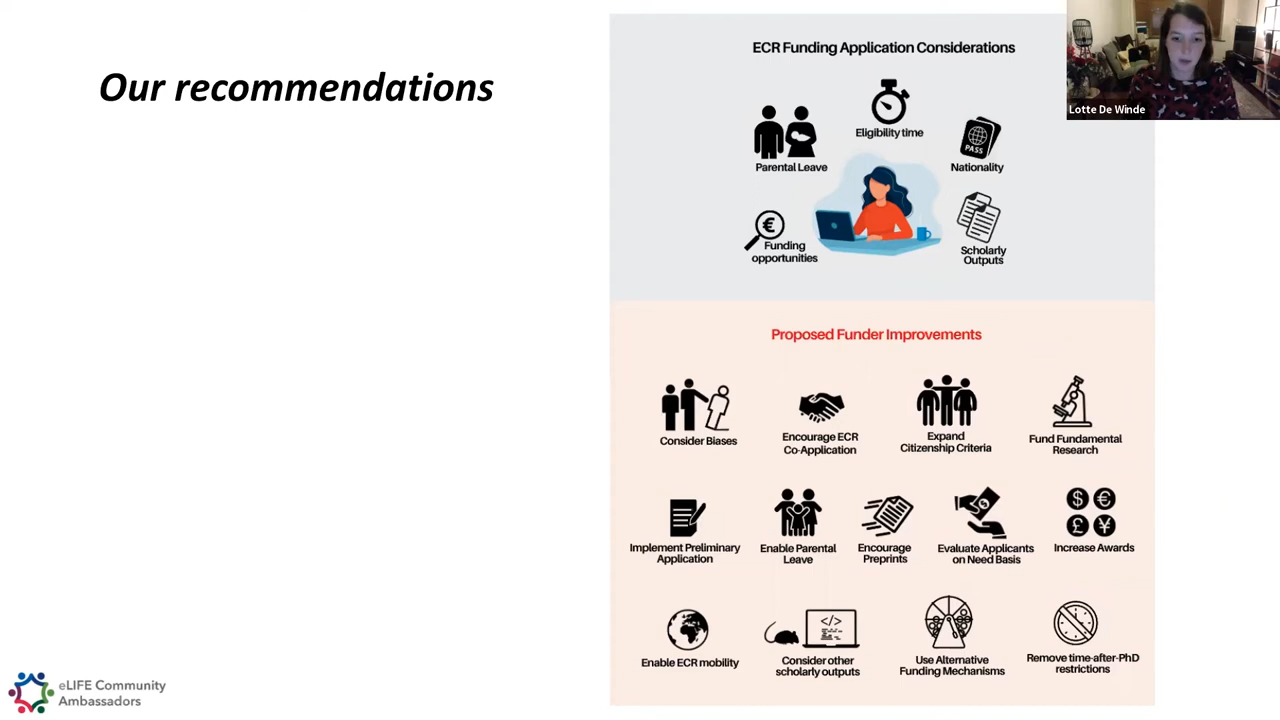 Our recommendations
ECR Funding Application Considerations
Lotte De Winde
Eligibility time
PASS
Parental Leave
Nationality
€
Funding
opportunities
Scholarly
Outputs
Proposed Funder Improvements
Consider Biases
Encourage ECR
Co-Application
Expand
Citizenship Criteria
Fund Fundamental
Research
$ €
£ ¥
Implement Preliminary
Application
Enable Parental
Leave
Encourage
Preprints
Evaluate Applicants
on Need Basis
Increase Awards
</>
Enable ECR mobility
Consider other
scholarly outputs
Use Alternative
Funding Mechanisms
Remove time-after-PhD
restrictions
eLIFE Community
Ambassadors